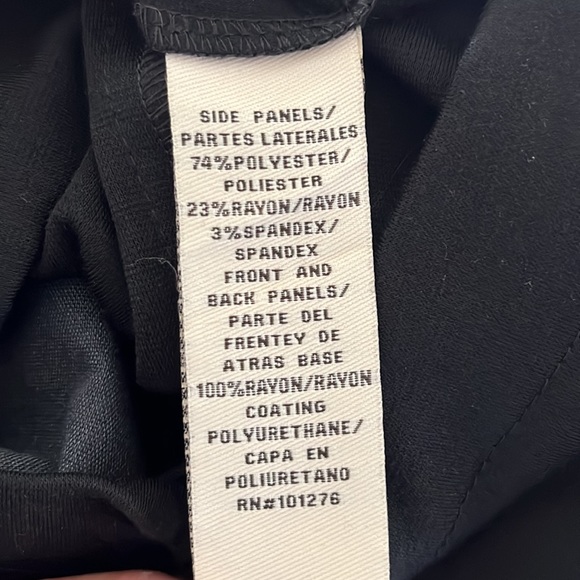 SIDE PANELS/
PARTES LATERALES
74%POLYESTER/
POLIESTER
23%RAYON/RAYON
3%SPANDEX/
SPANDEX
FRONT AND
BACK PANELS/
PARTE DEL
FRENTEY DE
ATRAS BASE
100%RAYON/RAYON
COATING
POLYURETHANE/
CAPA EN
POLIURETANO
RN#101276